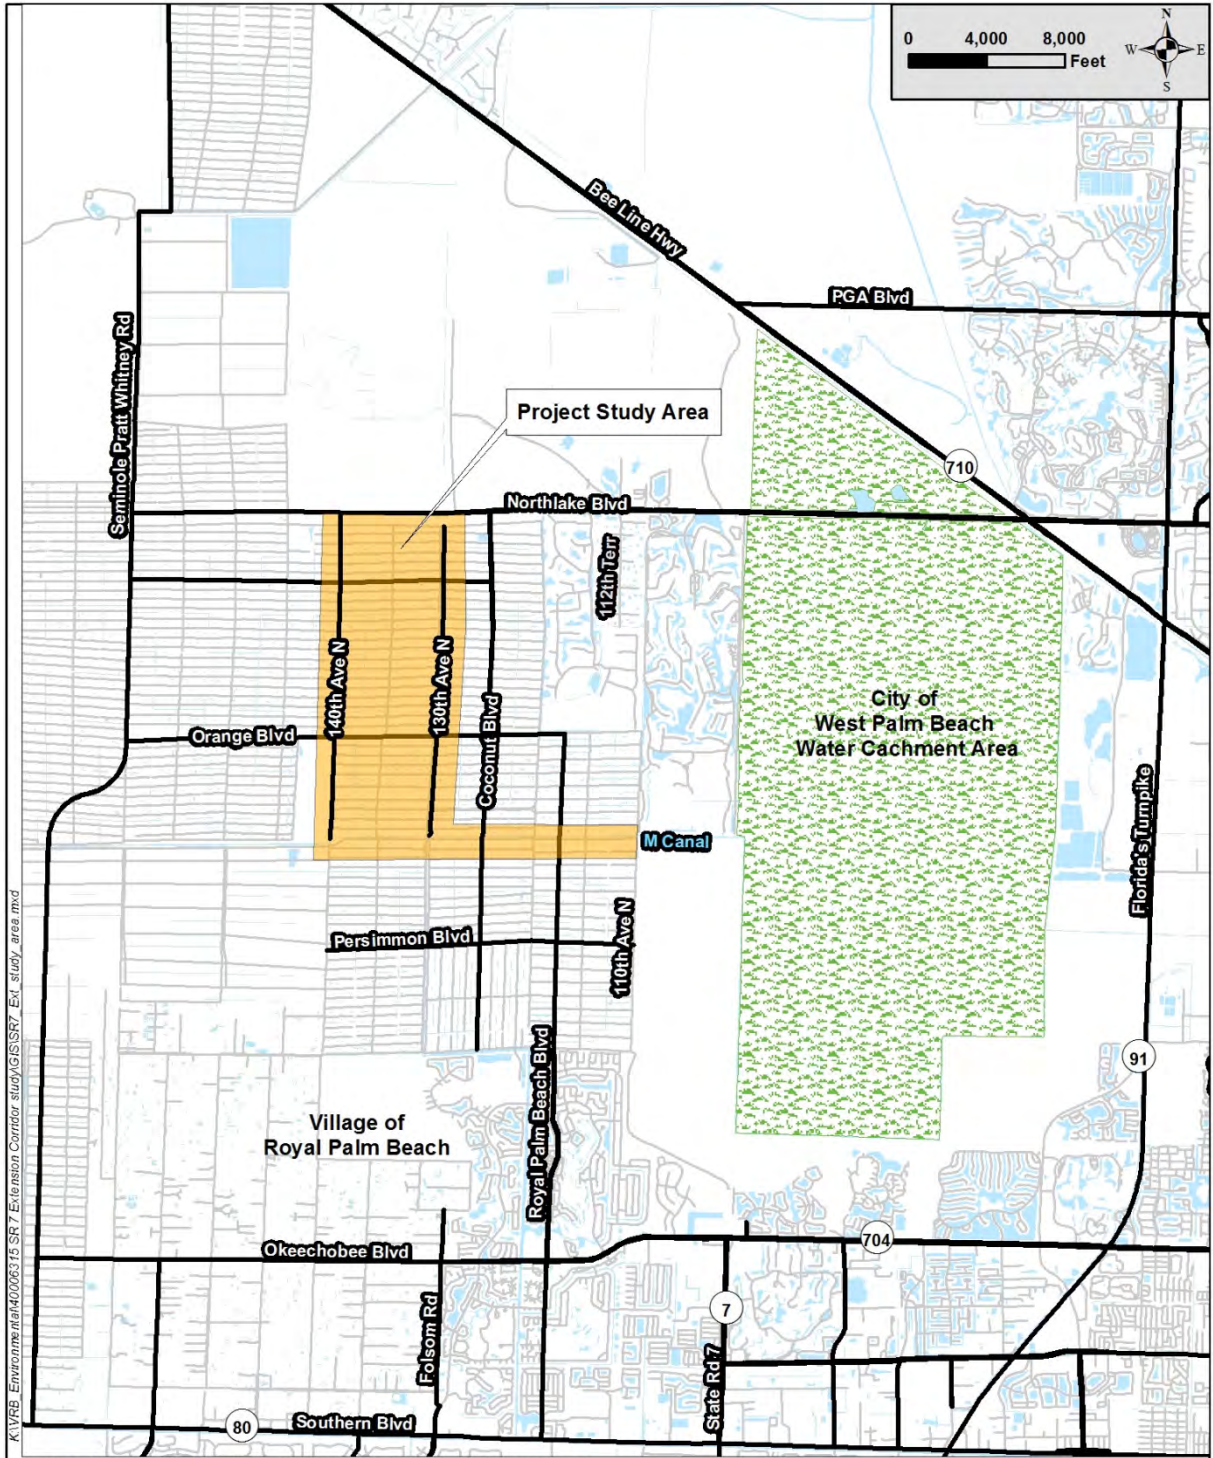 N
0 4,000 8,000
Feet
W E
S
Bee Line Hwy
PGA Blvd
Seminole Pratt Whitney Rd
Project Study Area
710
Northlake Blvd
112th Terr
140th Ave N
130th Ave N
City of
West Palm Beach
Water Cachment Area
Orange Blvd
Coconut Blvd
Florida's Turnpike
M Canal
Persimmon Blvd
110th Ave N
Royal Palm Beach Blvd
91
Village of
Royal Palm Beach
704
Okeechobee Blvd
7
Folsom Rd
State Rd 7
80
Southern Blvd
K:\VRB_Environmental\40006315 SR 7 Extension Corridor study\GIS\SR7_Ext_study_area.mxd